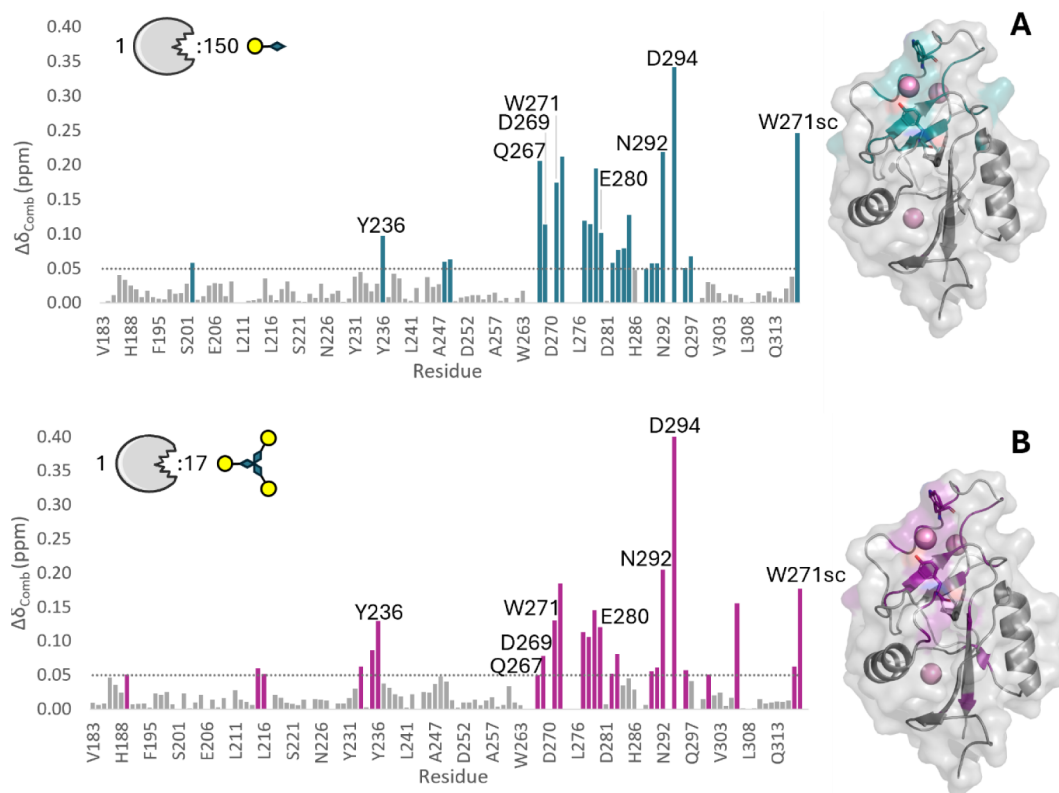 A
1 :150
0.40
0.35
0.30
0.25
0.20
0.15
0.10
0.05
0.00
Δδ_Comb (ppm)
D294
W271
D269
Q267
N292
W271sc
E280
Y236
V183 H188 F195 S201 E206 L211 L216 S221 N226 Y231 Y236 L241 A247 D252 A257 W263 D270 L276 D281 H286 N292 Q297 V303 L308 Q313
Residue
B
1 :17
0.40
0.35
0.30
0.25
0.20
0.15
0.10
0.05
0.00
Δδ_Comb (ppm)
D294
N292
W271sc
W271
E280
Y236
D269
Q267
V183 H188 F195 S201 E206 L211 L216 S221 N226 Y231 Y236 L241 A247 D252 A257 W263 D270 L276 D281 H286 N292 Q297 V303 L308 Q313
Residue